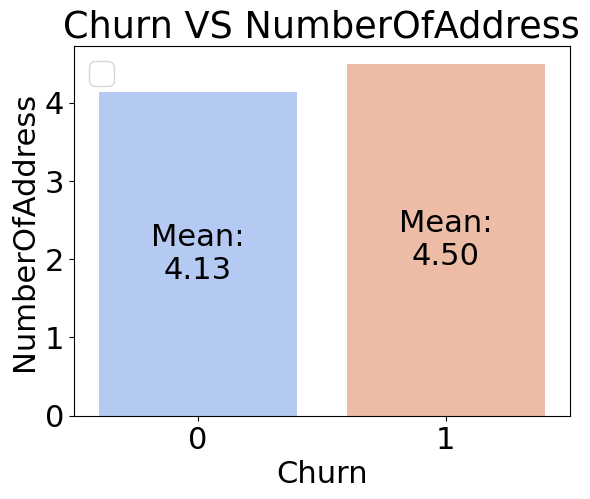 Churn VS NumberOfAddress
NumberOfAddress
4
3
2
1
0
Mean:
4.13
Mean:
4.50
0
1
Churn